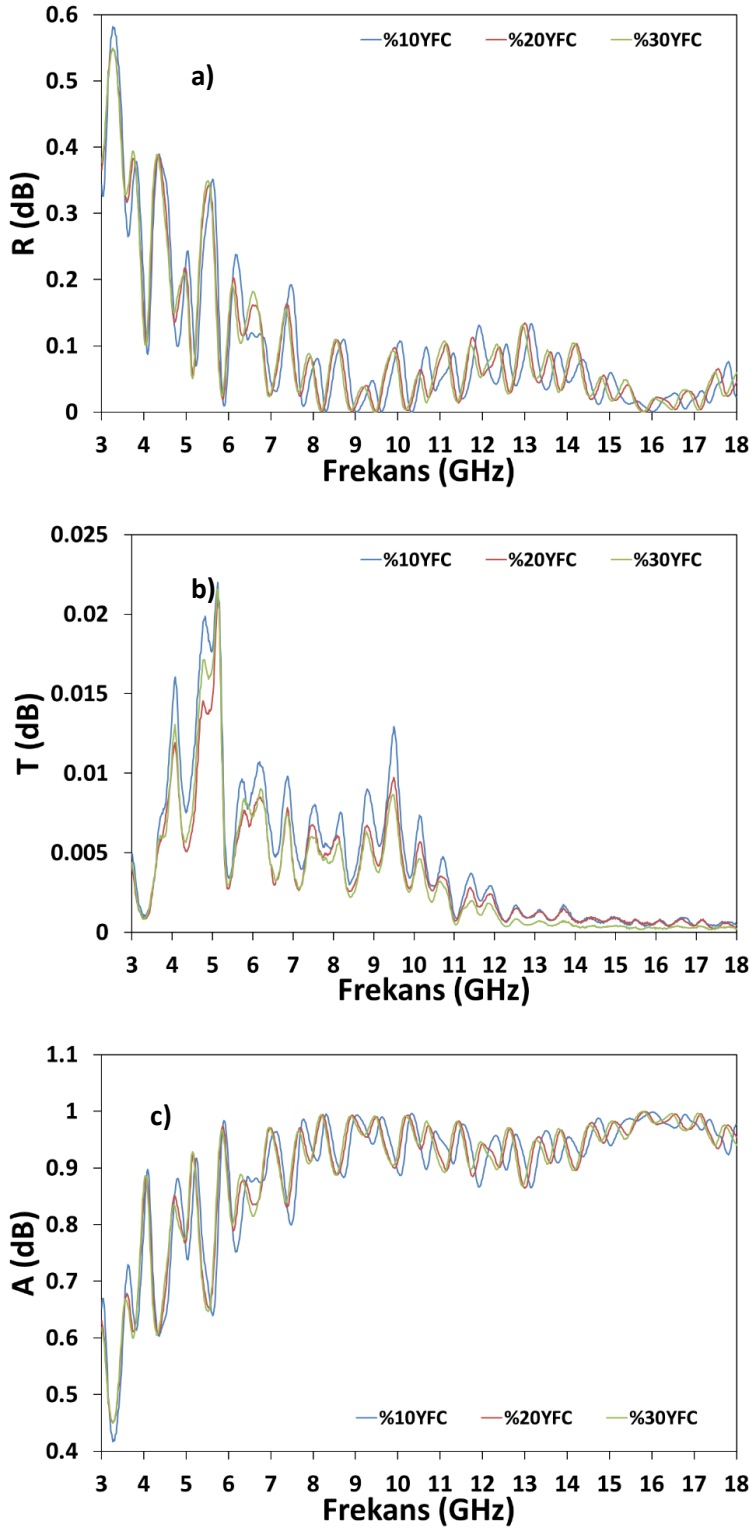 0.6
%10YFC %20YFC %30YFC
a)
0.5
0.4
R (dB)
0.3
0.2
0.1
0
3 4 5 6 7 8 9 10 11 12 13 14 15 16 17 18
Frekans (GHz)
0.025
%10YFC %20YFC %30YFC
b)
0.02
0.015
T (dB)
0.01
0.005
0
3 4 5 6 7 8 9 10 11 12 13 14 15 16 17 18
Frekans (GHz)
1.1
c)
1
0.9
0.8
A (dB)
0.7
0.6
0.5
%10YFC %20YFC %30YFC
0.4
3 4 5 6 7 8 9 10 11 12 13 14 15 16 17 18
Frekans (GHz)